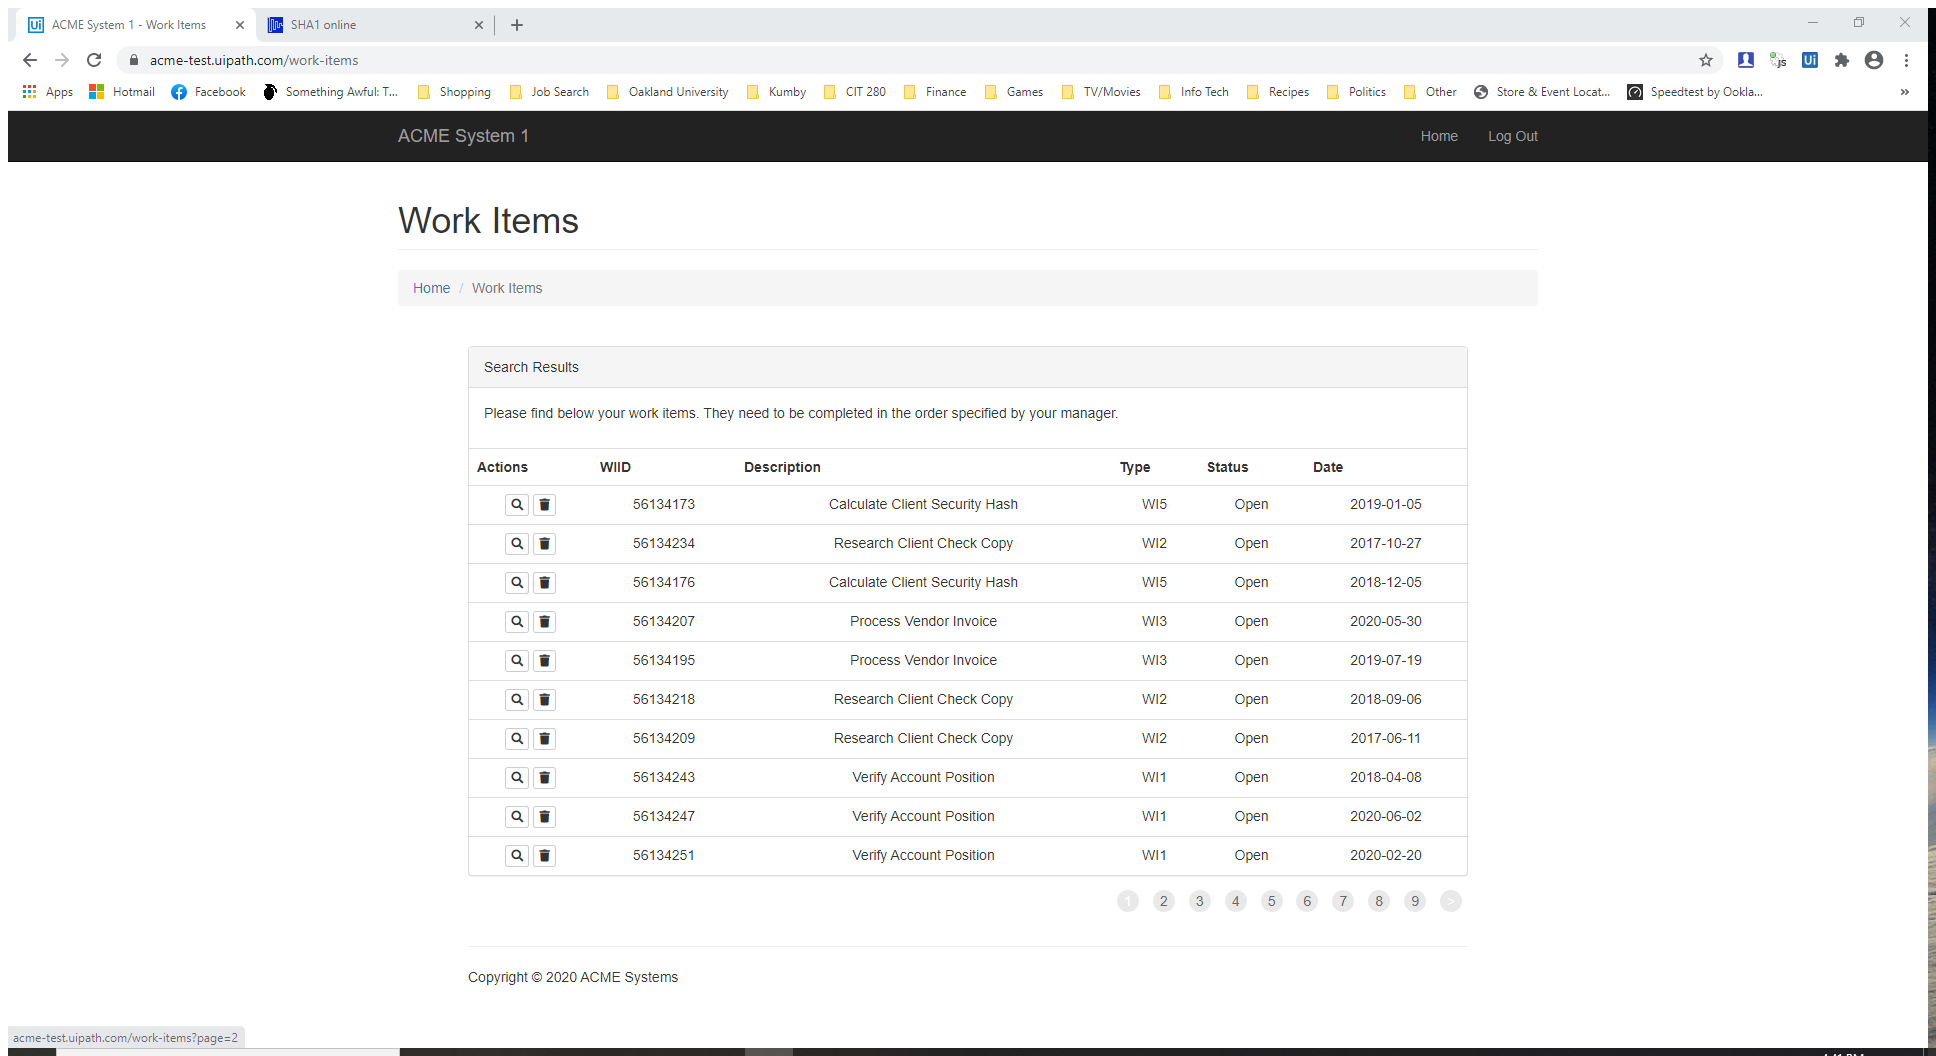 ACME System 1 - Work Items SHA1 online
acme-test.uipath.com/work-items
Apps Hotmail Facebook Something Awful: T... Shopping Job Search Oakland University Kumby CIT 280 Finance Games TV/Movies Info Tech Recipes Politics Other Store & Event Locat... Speedtest by Ookla... »
ACME System 1 Home Log Out
Work Items
Home / Work Items
Search Results
Please find below your work items. They need to be completed in the order specified by your manager.
Actions WIID Description Type Status Date
56134173 Calculate Client Security Hash WI5 Open 2019-01-05
56134234 Research Client Check Copy WI2 Open 2017-10-27
56134176 Calculate Client Security Hash WI5 Open 2018-12-05
56134207 Process Vendor Invoice WI3 Open 2020-05-30
56134195 Process Vendor Invoice WI3 Open 2019-07-19
56134218 Research Client Check Copy WI2 Open 2018-09-06
56134209 Research Client Check Copy WI2 Open 2017-06-11
56134243 Verify Account Position WI1 Open 2018-04-08
56134247 Verify Account Position WI1 Open 2020-06-02
56134251 Verify Account Position WI1 Open 2020-02-20
1 2 3 4 5 6 7 8 9 >
Copyright © 2020 ACME Systems
acme-test.uipath.com/work-items?page=2